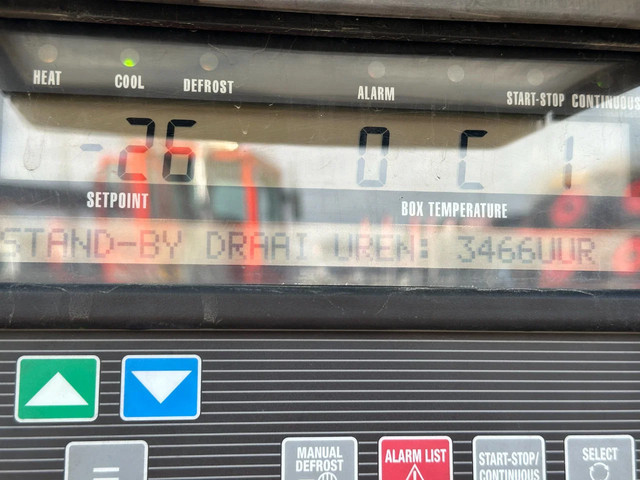 HEAT COOL DEFROST ALARM START-STOP CONTINUOUS
-26 0 C 1
SETPOINT BOX TEMPERATURE
STAND-BY DRAAI UREN: 3466UUR
MANUAL DEFROST ALARM LIST START-STOP/ CONTINUOUS SELECT